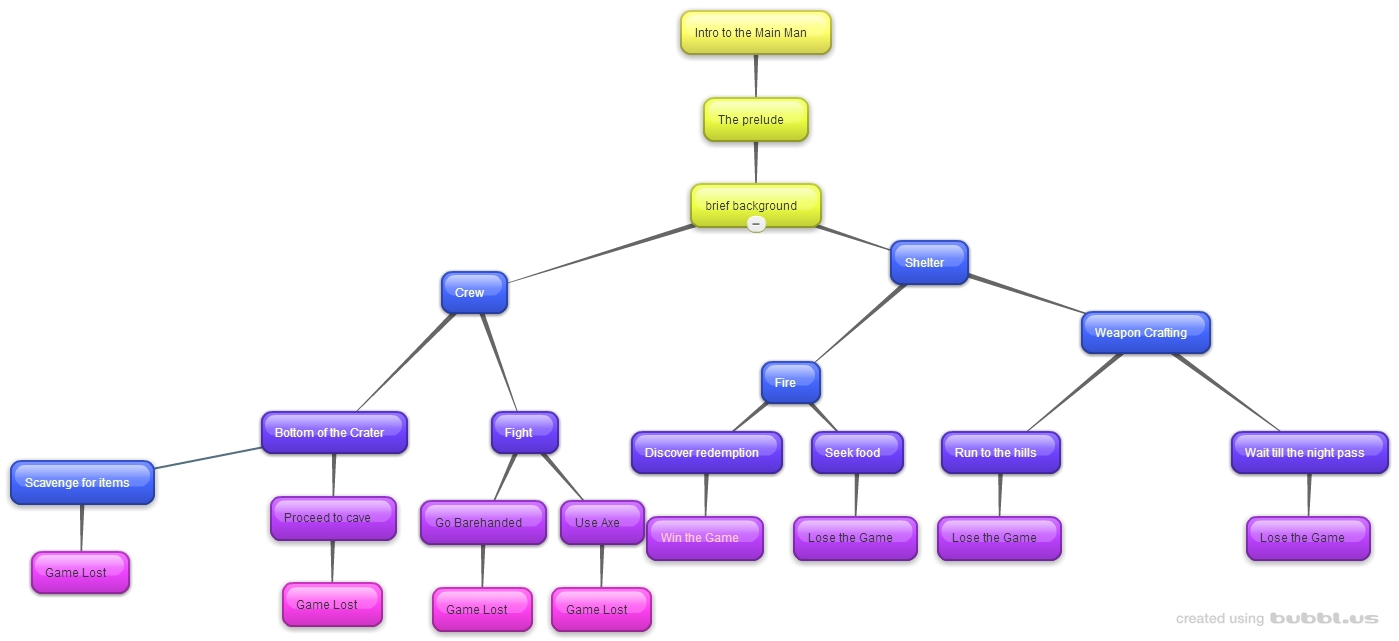 Intro to the Main Man
The prelude
brief background
Shelter
Crew
Weapon Crafting
Fire
Bottom of the Crater
Fight
Discover redemption
Seek food
Run to the hills
Wait till the night pass
Scavenge for items
Proceed to cave
Go Barehanded
Use Axe
Win the Game
Lose the Game
Lose the Game
Lose the Game
Game Lost
Game Lost
Game Lost
Game Lost
created using bubbl.us